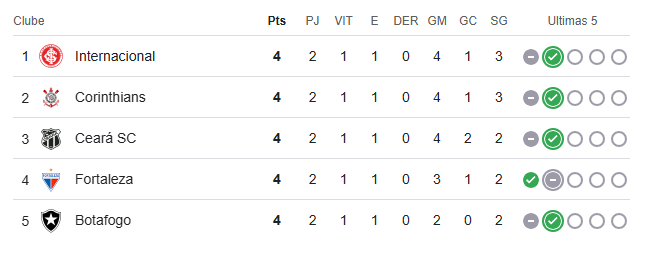 Clube Pts PJ VIT E DER GM GC SG Ultimas 5
1 Internacional 4 2 1 1 0 4 1 3
2 Corinthians 4 2 1 1 0 4 1 3
3 Ceará SC 4 2 1 1 0 4 2 2
4 Fortaleza 4 2 1 1 0 3 1 2
5 Botafogo 4 2 1 1 0 2 0 2